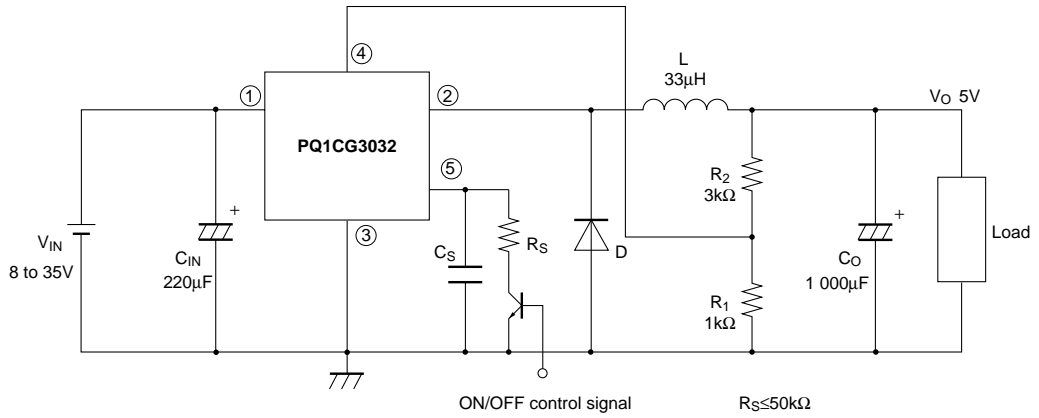 ④
L
33μH
①
②
VO 5V
PQ1CG3032
⑤
R2
3kΩ
③
VIN
8 to 35V
+
CIN
220μF
CS
RS
D
+
CO
1 000μF
Load
R1
1kΩ
ON/OFF control signal
RS≤50kΩ